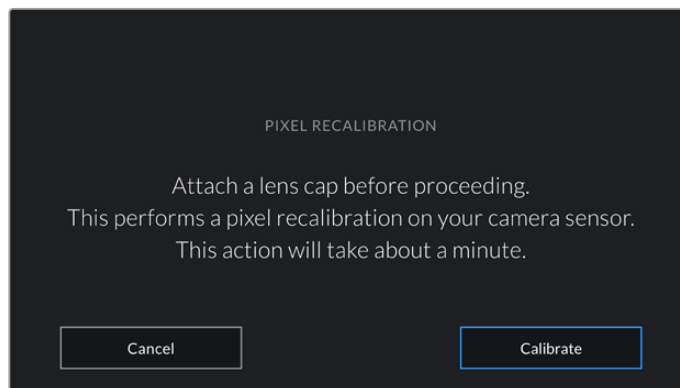 PIXEL RECALIBRATION
Attach a lens cap before proceeding.
This performs a pixel recalibration on your camera sensor.
This action will take about a minute.
Cancel
Calibrate